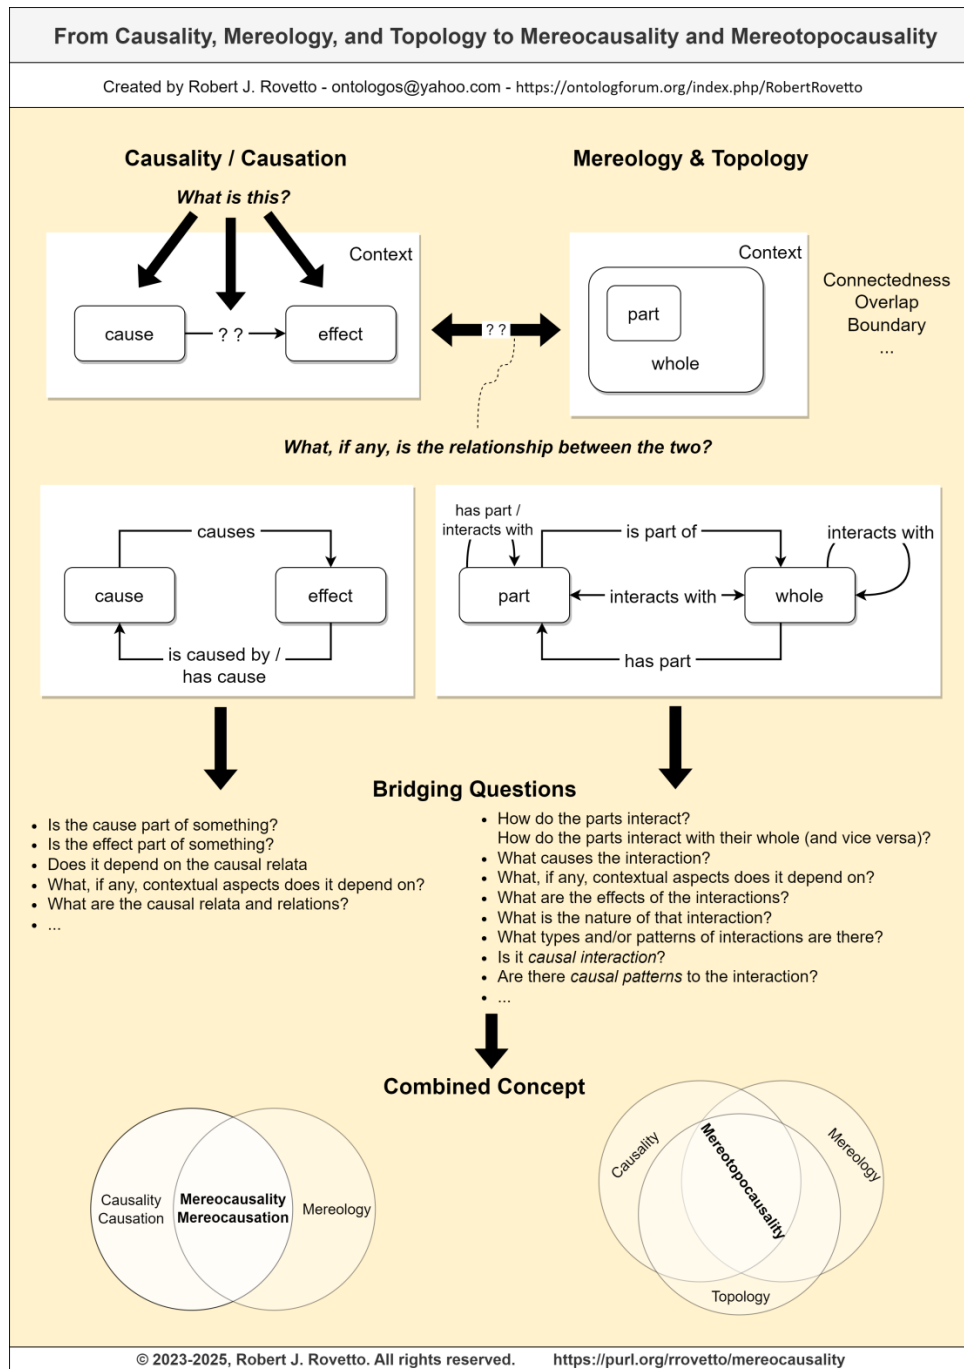 From Causality, Mereology, and Topology to Mereocausality and Mereotopocausality
Created by Robert J. Rovetto - ontologos@yahoo.com - https://ontologforum.org/index.php/RobertRovetto
Causality / Causation
What is this?
Context
cause
? ?
effect
? ?
Mereology & Topology
Context
part
whole
Connectedness
Overlap
Boundary
...
What, if any, is the relationship between the two?
causes
cause
effect
is caused by /
has cause
has part /
interacts with
is part of
interacts with
part
interacts with
whole
has part
Bridging Questions
• Is the cause part of something?
• Is the effect part of something?
• Does it depend on the causal relata
• What, if any, contextual aspects does it depend on?
• What are the causal relata and relations?
• ...
• How do the parts interact?
How do the parts interact with their whole (and vice versa)?
• What causes the interaction?
• What, if any, contextual aspects does it depend on?
• What are the effects of the interactions?
• What is the nature of that interaction?
• What types and/or patterns of interactions are there?
• Is it causal interaction?
• Are there causal patterns to the interaction?
• ...
Combined Concept
Causality
Causation
Mereocausality
Mereocausation
Mereology
Causality
Mereotopocausality
Mereology
Topology
© 2023-2025, Robert J. Rovetto. All rights reserved. https://purl.org/rrovetto/mereocausality